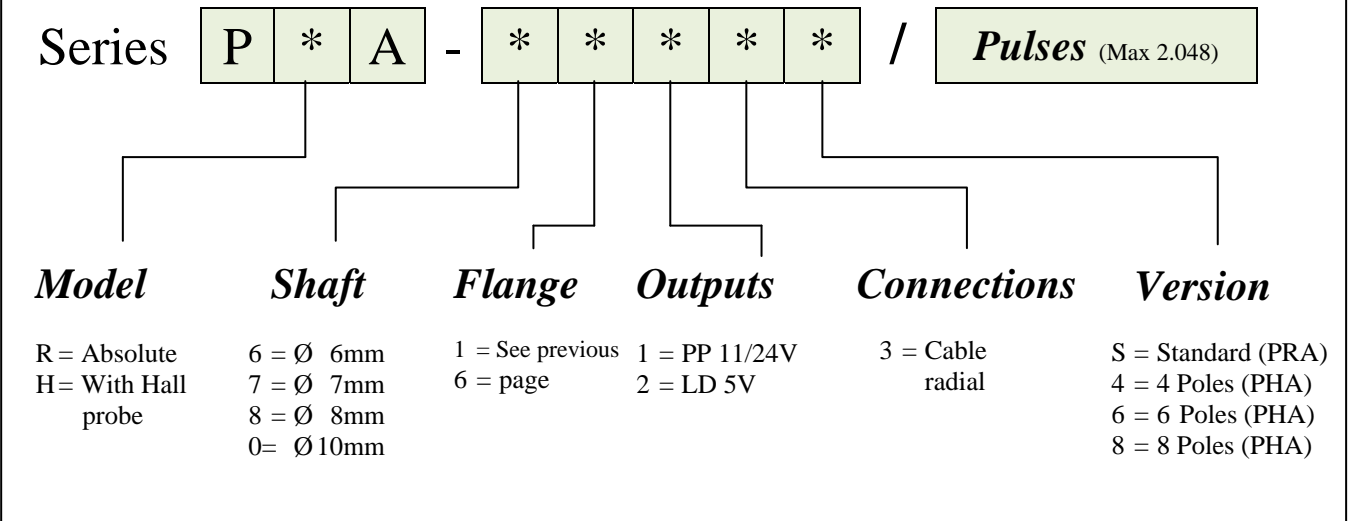 Series P * A - * * * * * / Pulses (Max 2.048)
Model Shaft Flange Outputs Connections Version
R = Absolute
H = With Hall
probe
6 = Ø 6mm
7 = Ø 7mm
8 = Ø 8mm
0= Ø10mm
1 = See previous
6 = page
1 = PP 11/24V
2 = LD 5V
3 = Cable
radial
S = Standard (PRA)
4 = 4 Poles (PHA)
6 = 6 Poles (PHA)
8 = 8 Poles (PHA)